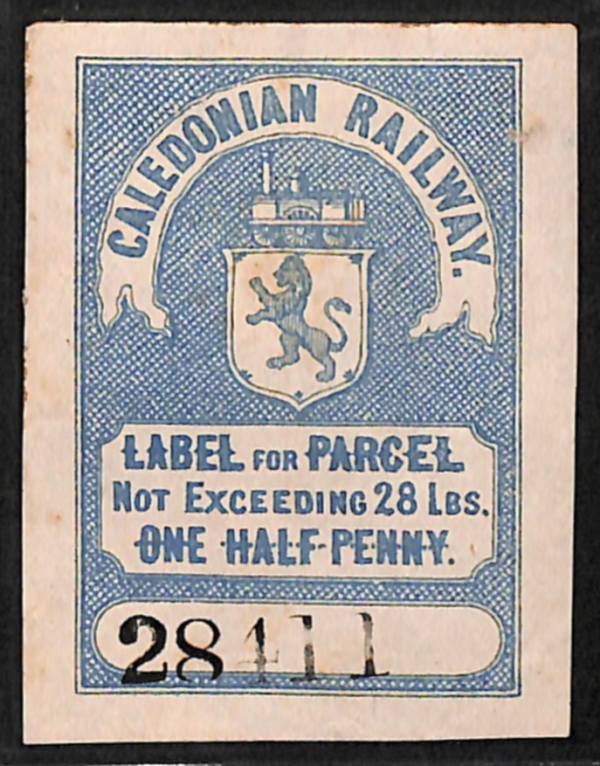 CALEDONIAN RAILWAY.
LABEL FOR PARCEL
NOT EXCEEDING 28 LBS.
ONE HALF-PENNY.
28411